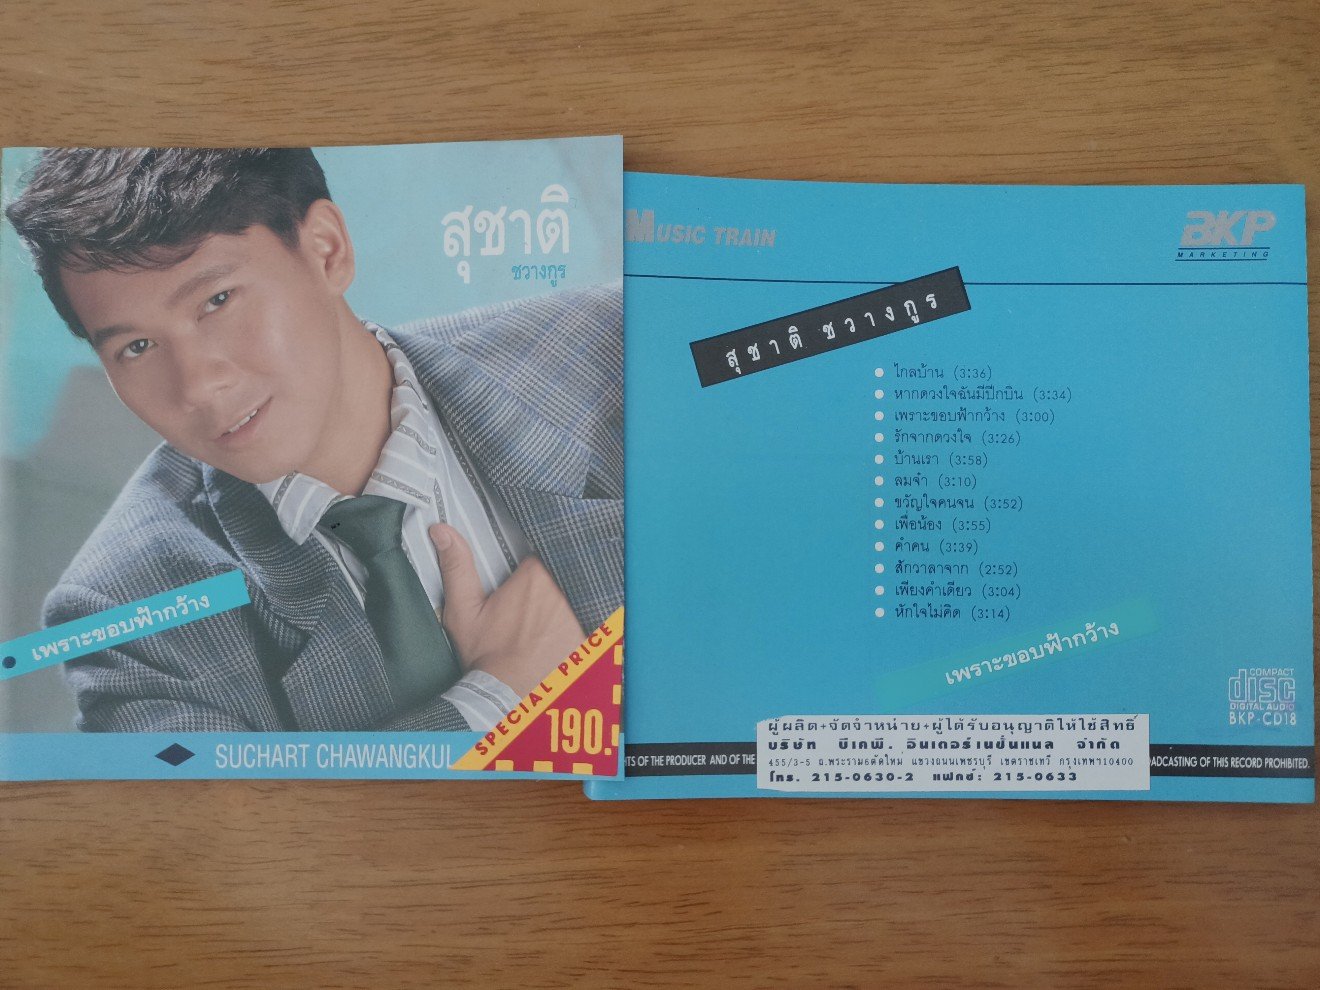 สุชาติ
ชวางกูร
เพราะขอบฟ้ากว้าง
SPECIAL PRICE
190.-
SUCHART CHAWANGKUL
MUSIC TRAIN
BKP
MARKETING
สุชาติ ชวางกูร
ไกลบ้าน (3:36)
หากดวงใจฉันมีปีกบิน (3:34)
เพราะขอบฟ้ากว้าง (3:00)
รักจากดวงใจ (3:26)
บ้านเรา (3:58)
ลมจ๋า (3:10)
ขวัญใจคนจน (3:52)
เพื่อน้อง (3:55)
คำคน (3:39)
สักวาลาจาก (2:52)
เพียงคำเดียว (3:04)
หักใจไม่คิด (3:14)
เพราะขอบฟ้ากว้าง
COMPACT
disc
DIGITAL AUDIO
BKP-CD18
ผู้ผลิต+จัดจำหน่าย+ผู้ได้รับอนุญาติให้ใช้สิทธิ์
บริษัท บีเคพี. อินเตอร์เนชั่นแนล จำกัด
455/3-5 ถ.พระราม6ตัดใหม่ แขวงถนนเพชรบุรี เขตราชเทวี กรุงเทพฯ10400
โทร. 215-0630-2 แฟกซ์: 215-0633
OF THE PRODUCER AND OF THE
OF THIS RECORD PROHIBITED.